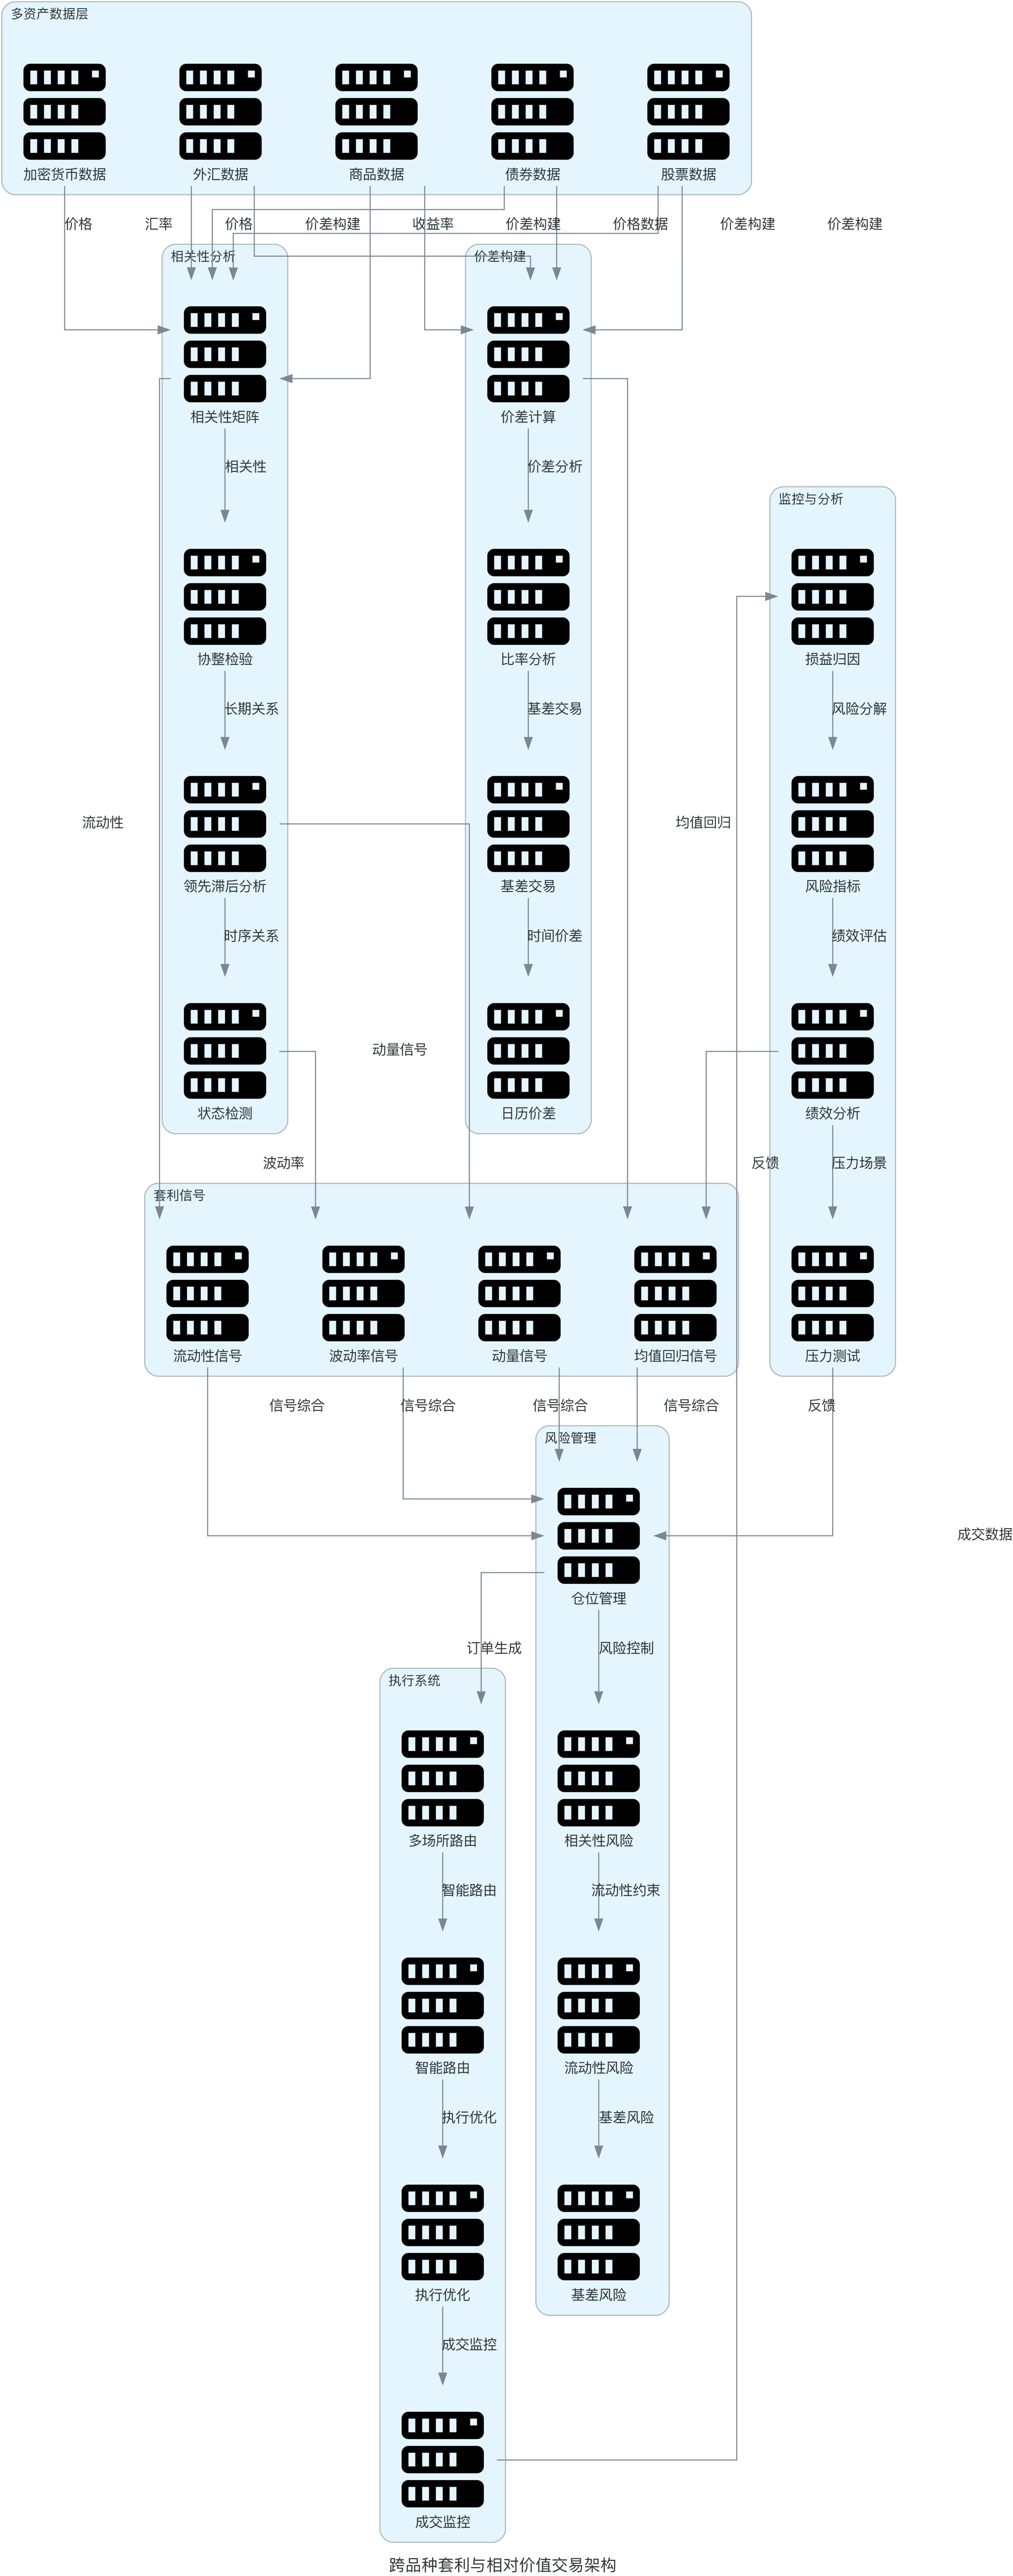 多资产数据层
加密货币数据
外汇数据
商品数据
债券数据
股票数据
价格
汇率
价格
价差构建
收益率
价差构建
价格数据
价差构建
价差构建
相关性分析
价差构建
相关性矩阵
价差计算
相关性
价差分析
监控与分析
协整检验
比率分析
损益归因
长期关系
基差交易
风险分解
流动性
均值回归
领先滞后分析
基差交易
风险指标
时序关系
时间价差
绩效评估
动量信号
状态检测
日历价差
绩效分析
波动率
反馈
压力场景
套利信号
流动性信号
波动率信号
动量信号
均值回归信号
压力测试
信号综合
信号综合
信号综合
信号综合
反馈
风险管理
成交数据
仓位管理
订单生成
风险控制
执行系统
多场所路由
相关性风险
智能路由
流动性约束
智能路由
流动性风险
执行优化
基差风险
执行优化
基差风险
成交监控
成交监控
跨品种套利与相对价值交易架构